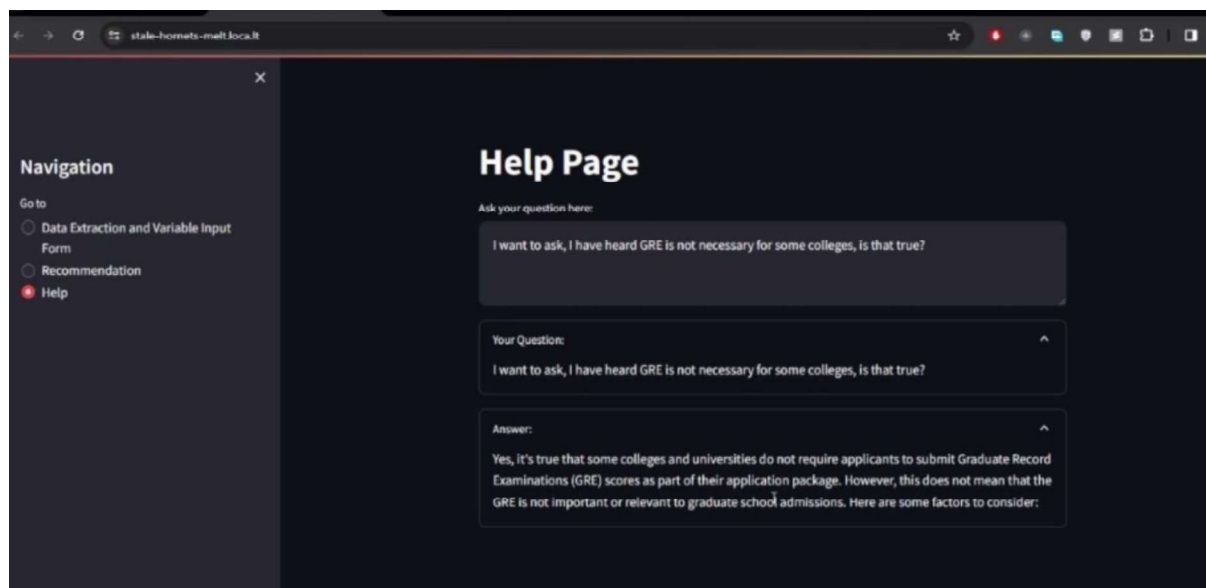 stale-hornets-melt.loca.lt
Navigation
Go to
Data Extraction and Variable Input
Form
Recommendation
Help
Help Page
Ask your question here:
I want to ask, I have heard GRE is not necessary for some colleges, is that true?
Your Question:
I want to ask, I have heard GRE is not necessary for some colleges, is that true?
Answer:
Yes, it's true that some colleges and universities do not require applicants to submit Graduate Record
Examinations (GRE) scores as part of their application package. However, this does not mean that the
GRE is not important or relevant to graduate school admissions. Here are some factors to consider: